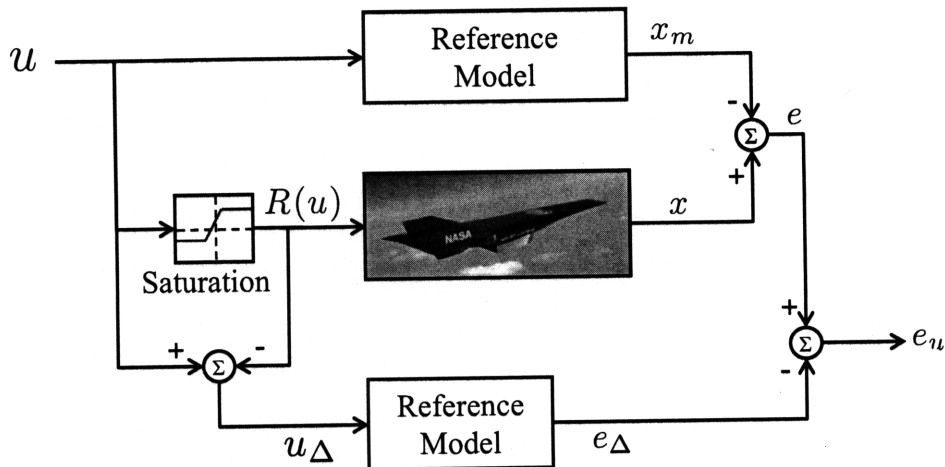 u
Reference
Model
x_m
-
Σ
e
+
R(u)
NASA
x
Saturation
+
-
Σ
+
Σ
e_u
-
u_Δ
Reference
Model
e_Δ